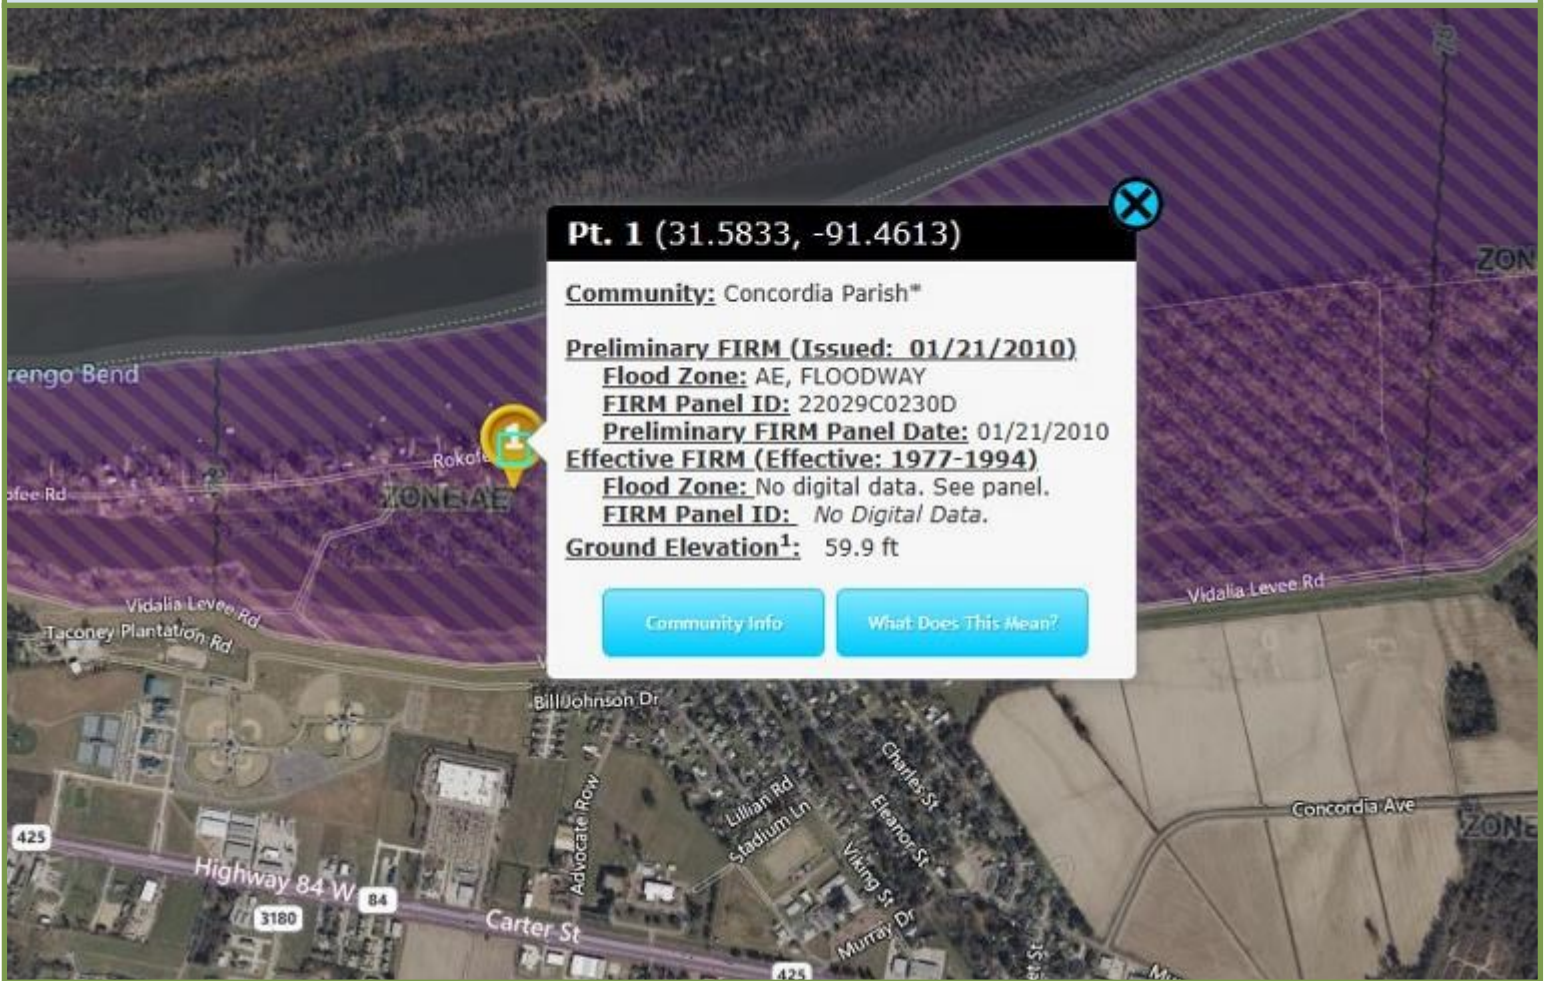 Pt. 1 (31.5833, -91.4613)
Community: Concordia Parish*
Preliminary FIRM (Issued: 01/21/2010)
Flood Zone: AE, FLOODWAY
FIRM Panel ID: 22029C0230D
Preliminary FIRM Panel Date: 01/21/2010
Effective FIRM (Effective: 1977-1994)
Flood Zone: No digital data. See panel.
FIRM Panel ID: No Digital Data.
Ground Elevation¹: 59.9 ft
Community Info
What Does This Mean?
ZON
rengo Bend
1
Rokofe
ofee Rd
ZONE AE
Vidalia Levee Rd
Vidalia Levee Rd
Taconey Plantation Rd
V
Bill Johnson Dr
Charles St
Lillian Rd
Stadium Ln
Eleanor St
Advocate Row
Concordia Ave
ZONE
425
Viking St
Highway 84 W
84
3180
Carter St
Murray Dr
et St
425
Mu